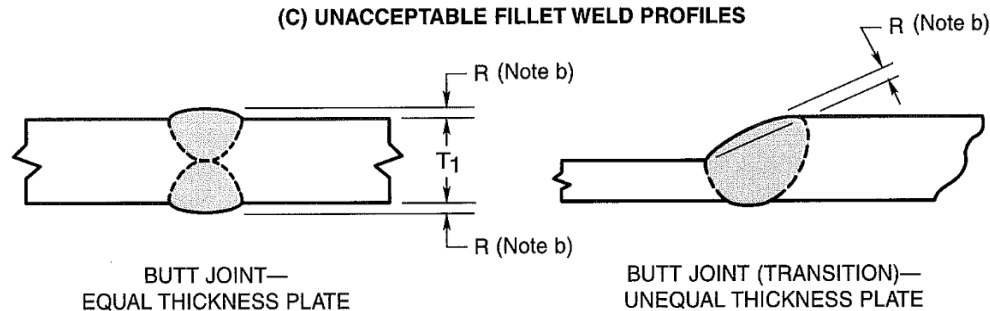 (C) UNACCEPTABLE FILLET WELD PROFILES
R (Note b)
R (Note b)
T1
R (Note b)
BUTT JOINT—
EQUAL THICKNESS PLATE
BUTT JOINT (TRANSITION)—
UNEQUAL THICKNESS PLATE